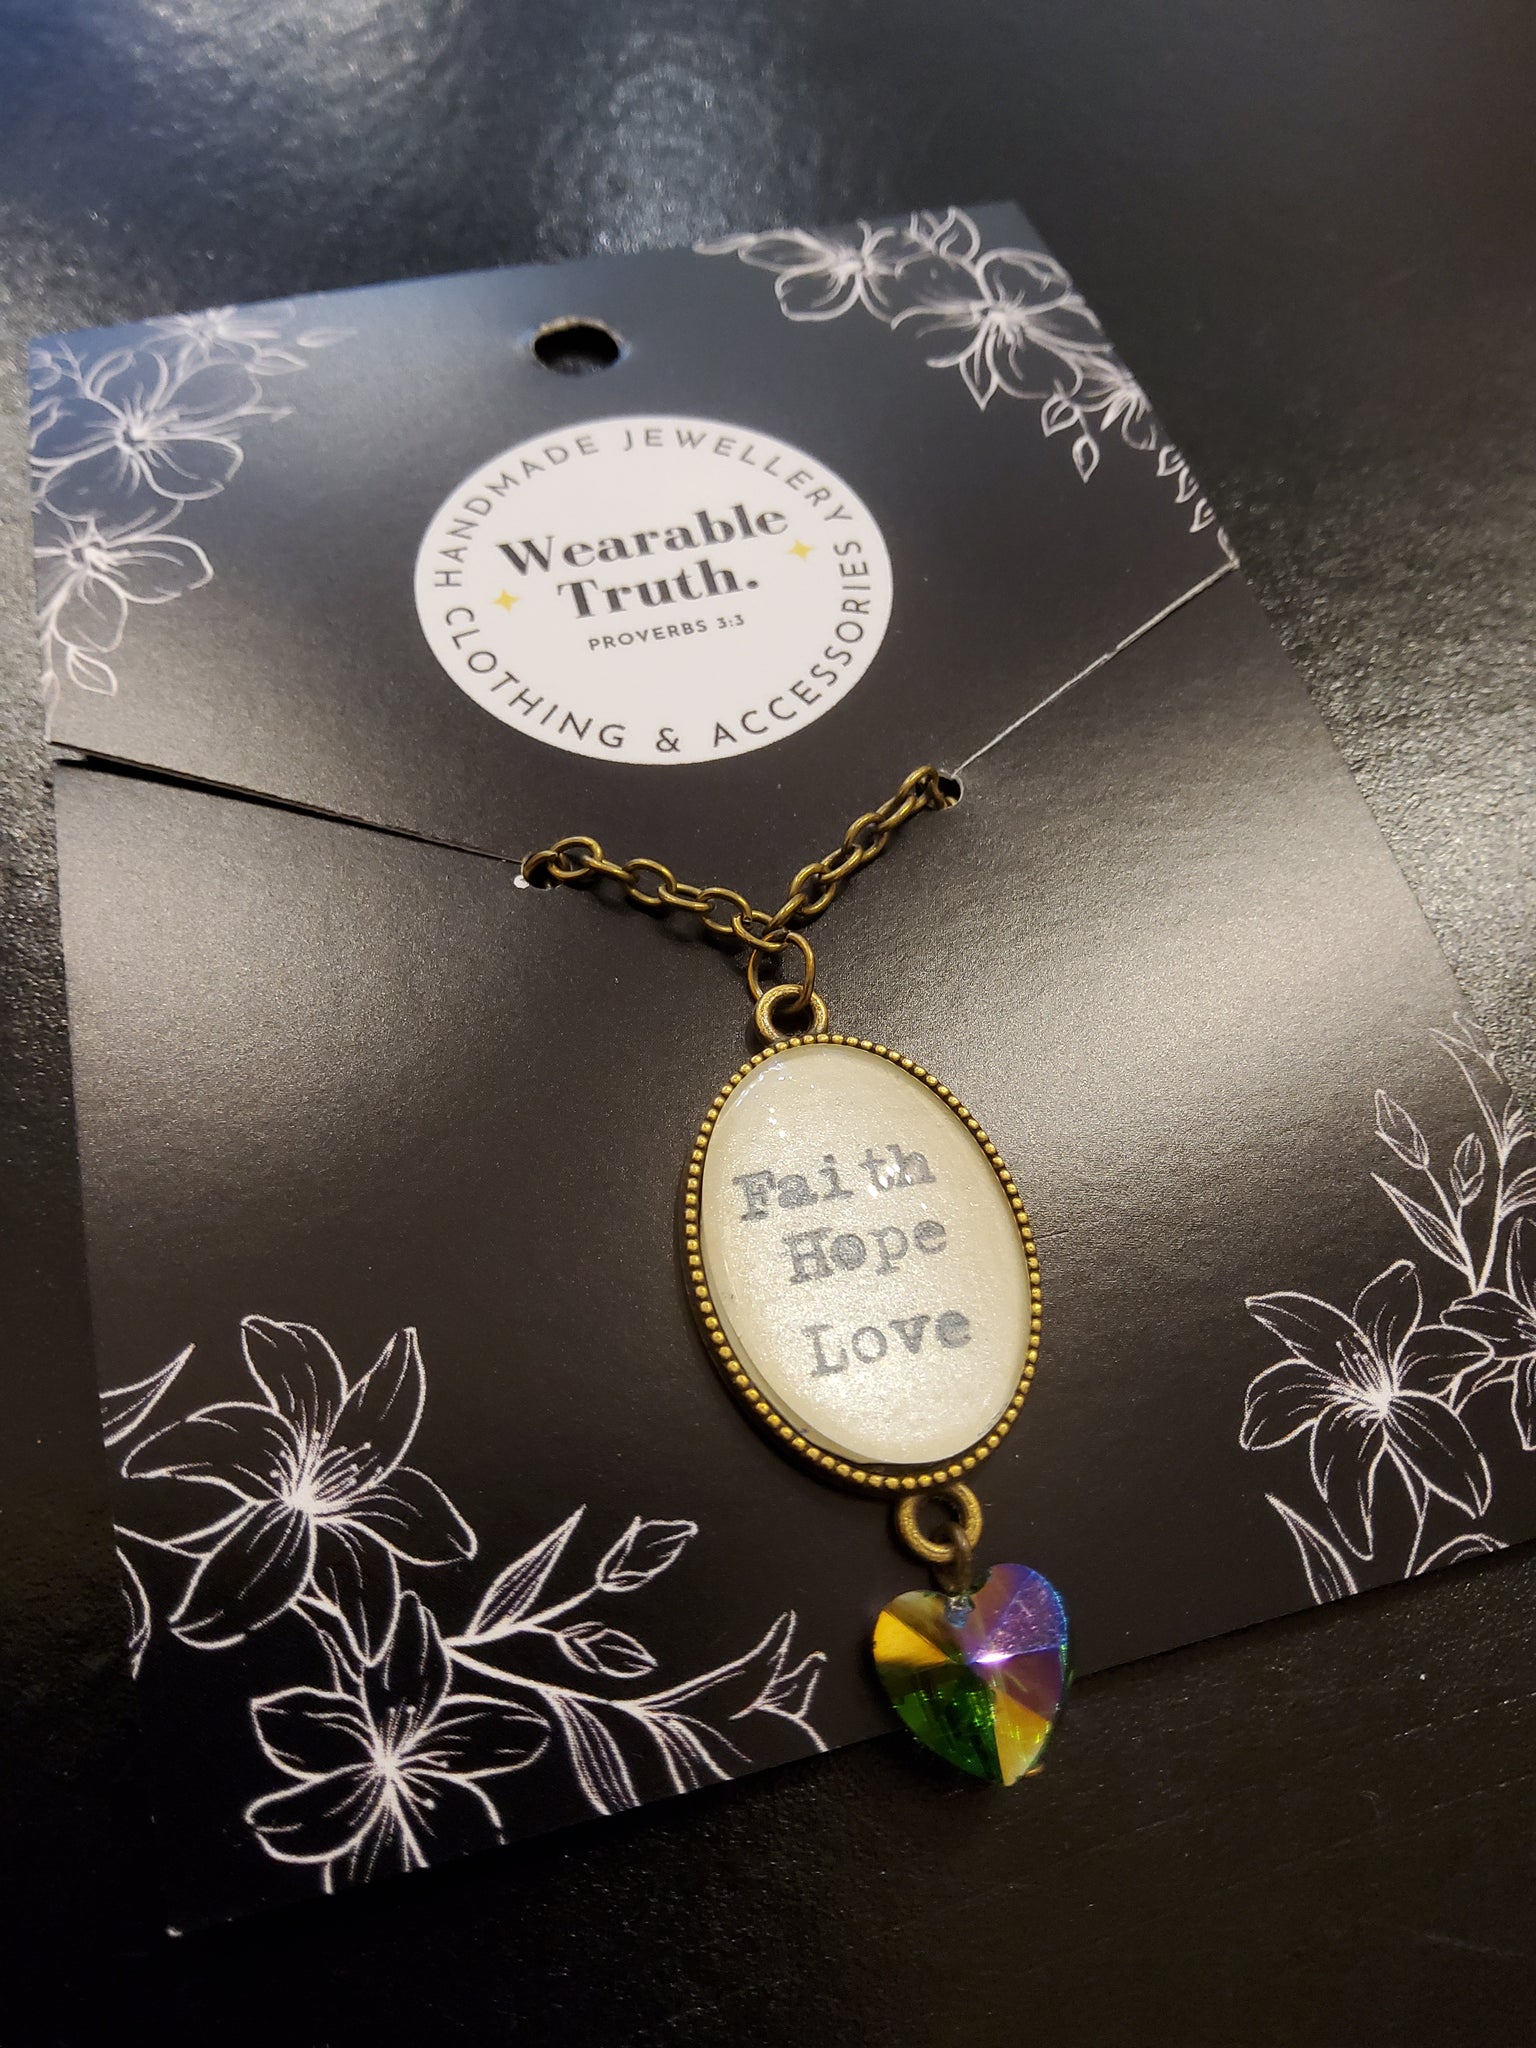 HANDMADE JEWELLERY
Wearable
Truth.
PROVERBS 3:3
CLOTHING & ACCESSORIES
Faith
Hope
Love